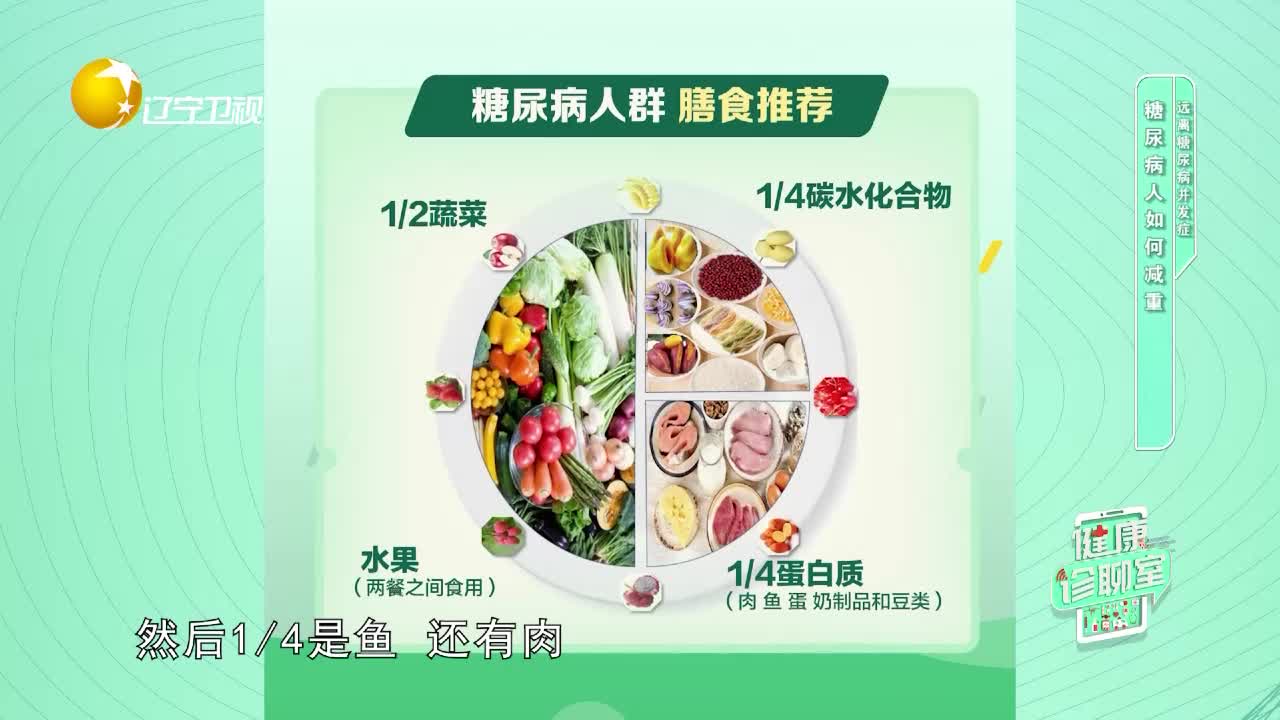 辽宁卫视
糖尿病人群 膳食推荐
1/2蔬菜
1/4碳水化合物
水果
（两餐之间食用）
1/4蛋白质
（肉 鱼 蛋 奶制品和豆类）
然后1/4是鱼 还有肉
远离糖尿病并发症
糖尿病人如何减重
健康
诊聊室